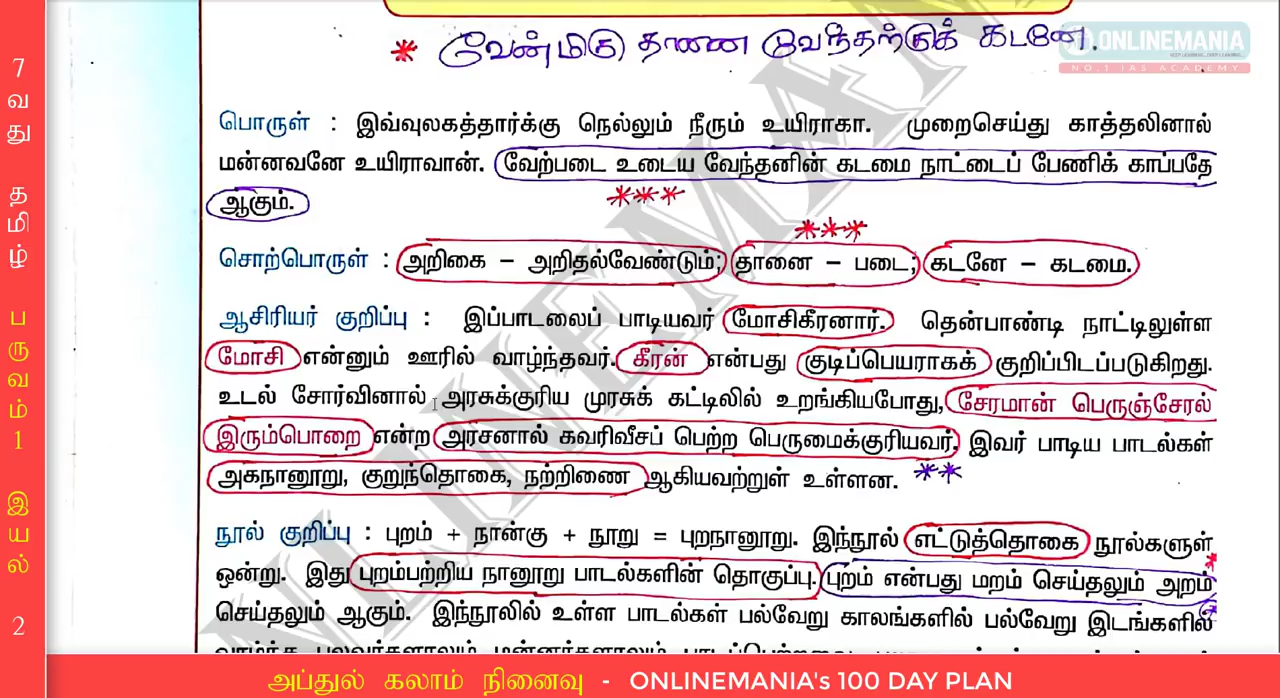 7 வது தமிழ் பருவம் 1 இயல் 2
* வேன்மிகு தானை வேந்தற்குக் கடனே.
ONLINEMANIA
NO.1 IAS ACADEMY
பொருள் : இவ்வுலகத்தார்க்கு நெல்லும் நீரும் உயிராகா. முறைசெய்து காத்தலினால்
மன்னவனே உயிராவான். வேற்படை உடைய வேந்தனின் கடமை நாட்டைப் பேணிக் காப்பதே
ஆகும்.
சொற்பொருள் : அறிகை – அறிதல்வேண்டும்; தானை – படை; கடனே – கடமை.
ஆசிரியர் குறிப்பு : இப்பாடலைப் பாடியவர் மோசிகீரனார். தென்பாண்டி நாட்டிலுள்ள
மோசி என்னும் ஊரில் வாழ்ந்தவர். கீரன் என்பது குடிப்பெயராகக் குறிப்பிடப்படுகிறது.
உடல் சோர்வினால் அரசுக்குரிய முரசுக் கட்டிலில் உறங்கியபோது, சேரமான் பெருஞ்சேரல்
இரும்பொறை என்ற அரசனால் கவரிவீசப் பெற்ற பெருமைக்குரியவர். இவர் பாடிய பாடல்கள்
அகநானூறு, குறுந்தொகை, நற்றிணை ஆகியவற்றுள் உள்ளன.
நூல் குறிப்பு : புறம் + நான்கு + நூறு = புறநானூறு. இந்நூல் எட்டுத்தொகை நூல்களுள்
ஒன்று. இது புறம்பற்றிய நானூறு பாடல்களின் தொகுப்பு. புறம் என்பது மறம் செய்தலும் அறம்
செய்தலும் ஆகும். இந்நூலில் உள்ள பாடல்கள் பல்வேறு காலங்களில் பல்வேறு இடங்களில்
அப்துல் கலாம் நினைவு - ONLINEMANIA's 100 DAY PLAN